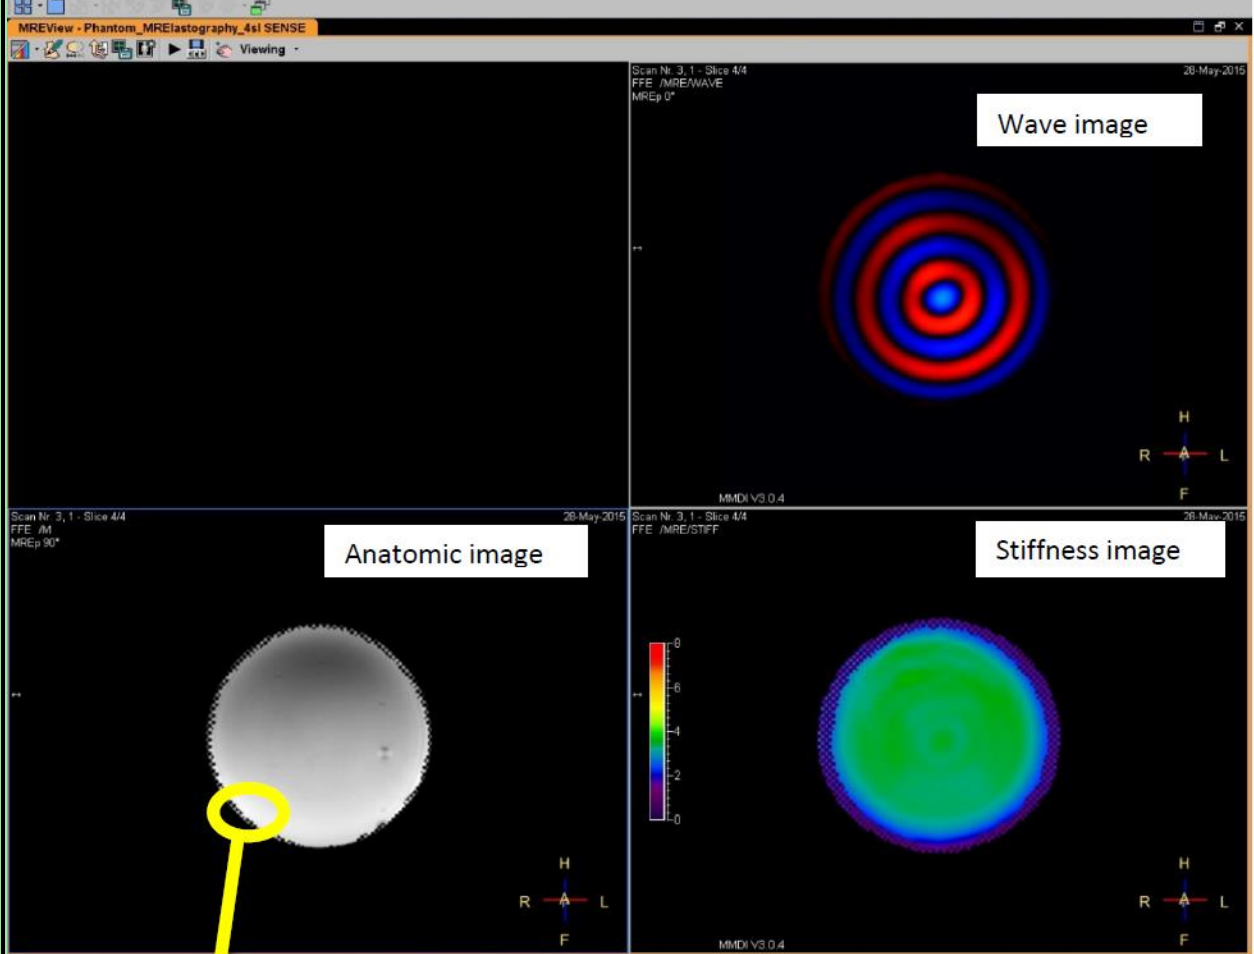 MREView - Phantom_MRElastography_4sl SENSE
Viewing
Scan Nr. 3, 1 - Slice 4/4
28-May-2015
FFE /MRE/WAVE
MREp 0°
Wave image
H
R A L
F
MMDI V3.0.4
Scan Nr. 3, 1 - Slice 4/4
28-May-2015
FFE /M
MREp 90°
Anatomic image
H
R A L
F
Scan Nr. 3, 1 - Slice 4/4
28-May-2015
FFE /MRE/STIFF
Stiffness image
8
6
4
2
0
H
R A L
F
MMDI V3.0.4